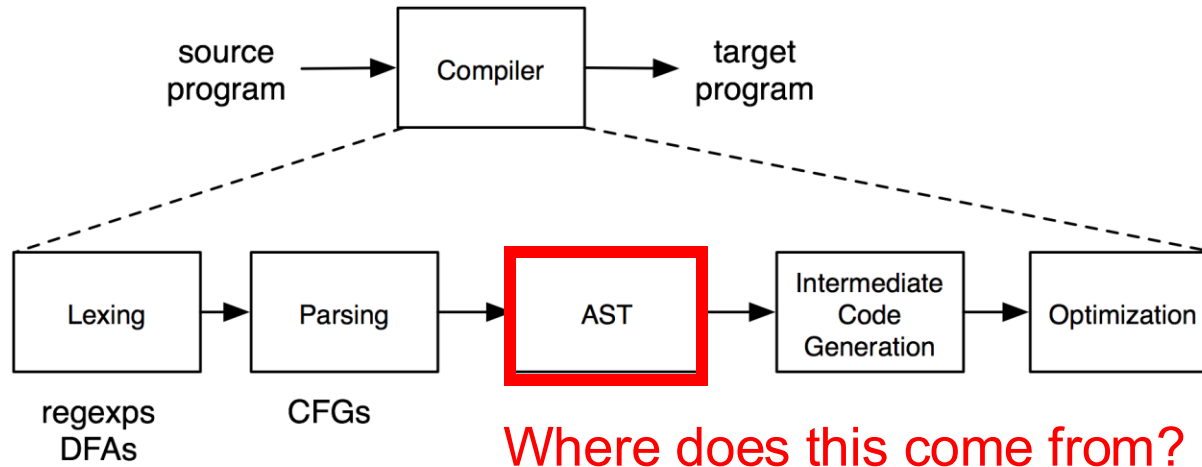 source
program
Compiler
target
program
Lexing
Parsing
AST
Intermediate
Code
Generation
Optimization
regexps
DFAs
CFGs
Where does this come from?